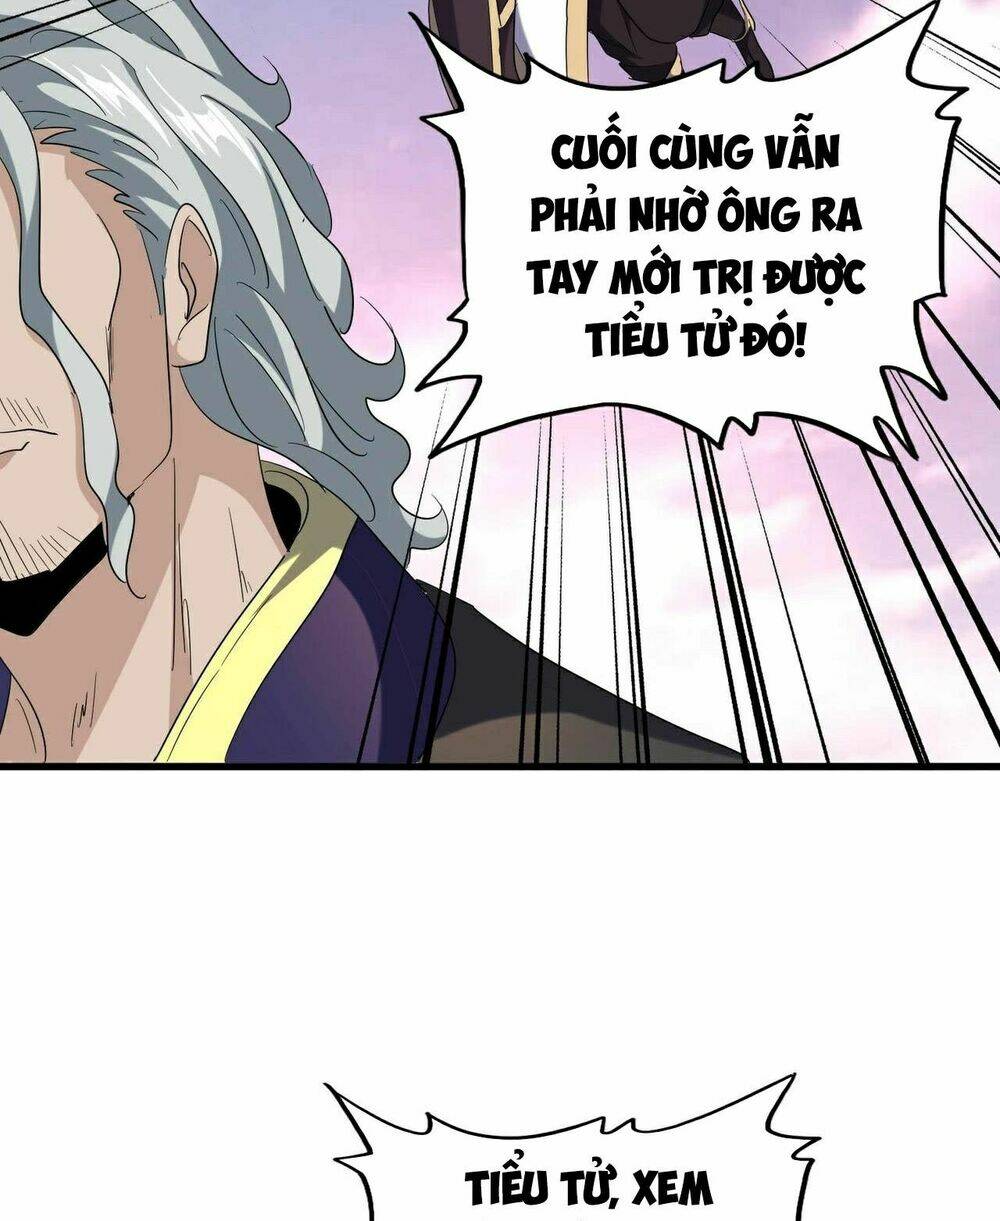 CUỐI CÙNG VẪN
PHẢI NHỜ ÔNG RA
TAY MỚI TRỊ ĐƯỢC
TIỂU TỬ ĐÓ!
TIỂU TỬ, XEM